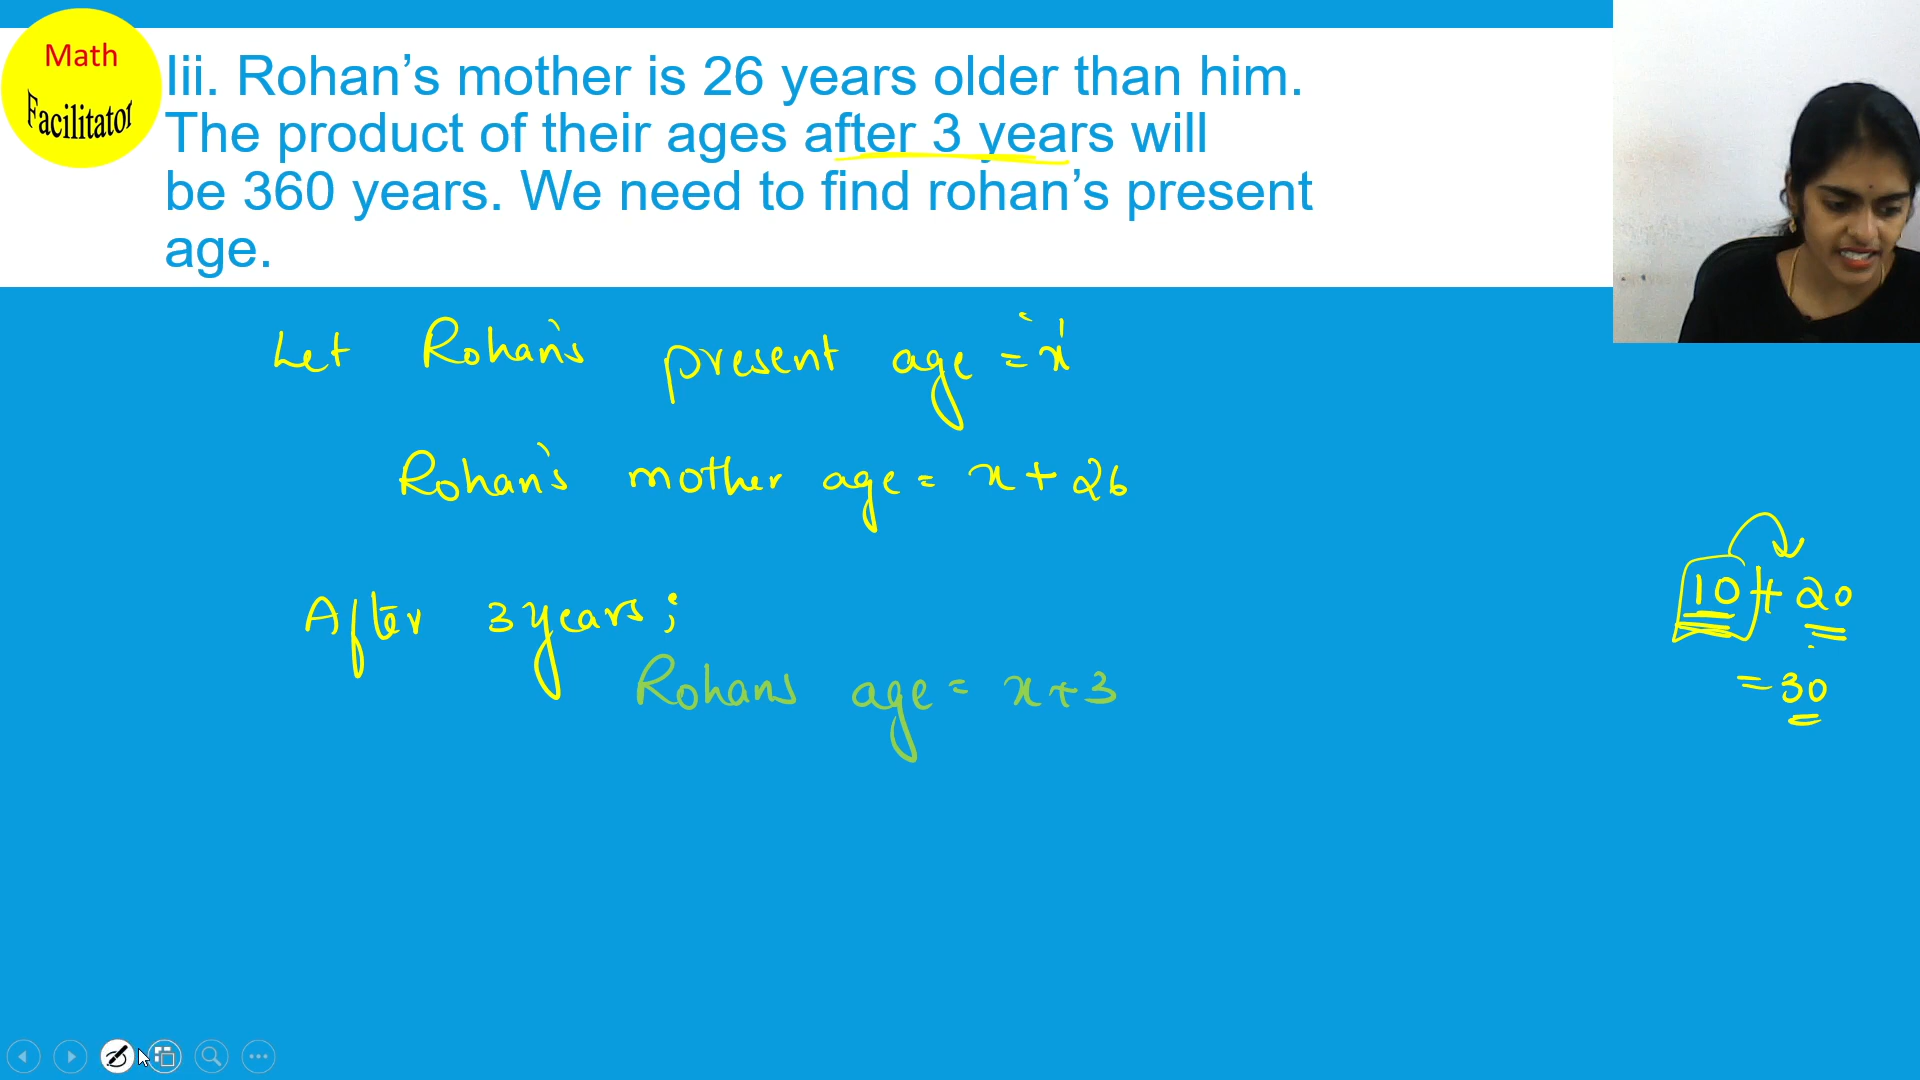 Math
Facilitator
Iii. Rohan’s mother is 26 years older than him.
The product of their ages after 3 years will
be 360 years. We need to find rohan’s present
age.
Let Rohan's present age = 'x'
Rohan's mother age = x + 26
After 3 years;
Rohans age = x + 3
10 + 20
= 30